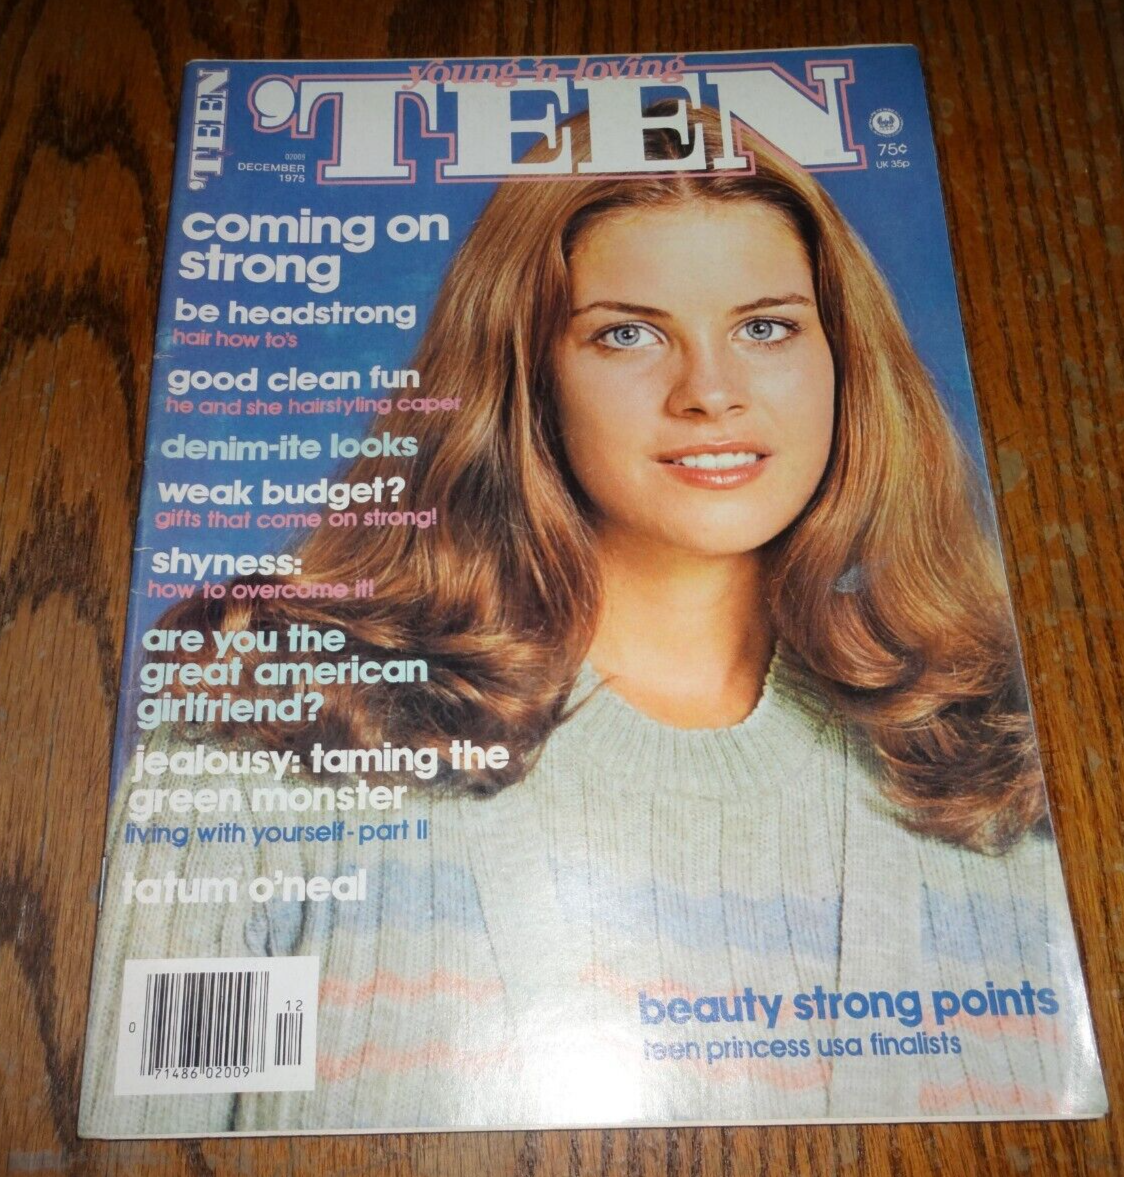 young 'n loving
'TEEN
'TEEN
02005
DECEMBER
1975
75¢
UK 35p
coming on
strong
be headstrong
hair how to's
good clean fun
he and she hairstyling caper
denim-ite looks
weak budget?
gifts that come on strong!
shyness:
how to overcome it!
are you the
great american
girlfriend?
jealousy: taming the
green monster
living with yourself - part II
tatum o'neal
beauty strong points
teen princess usa finalists
12
0
71486 02009